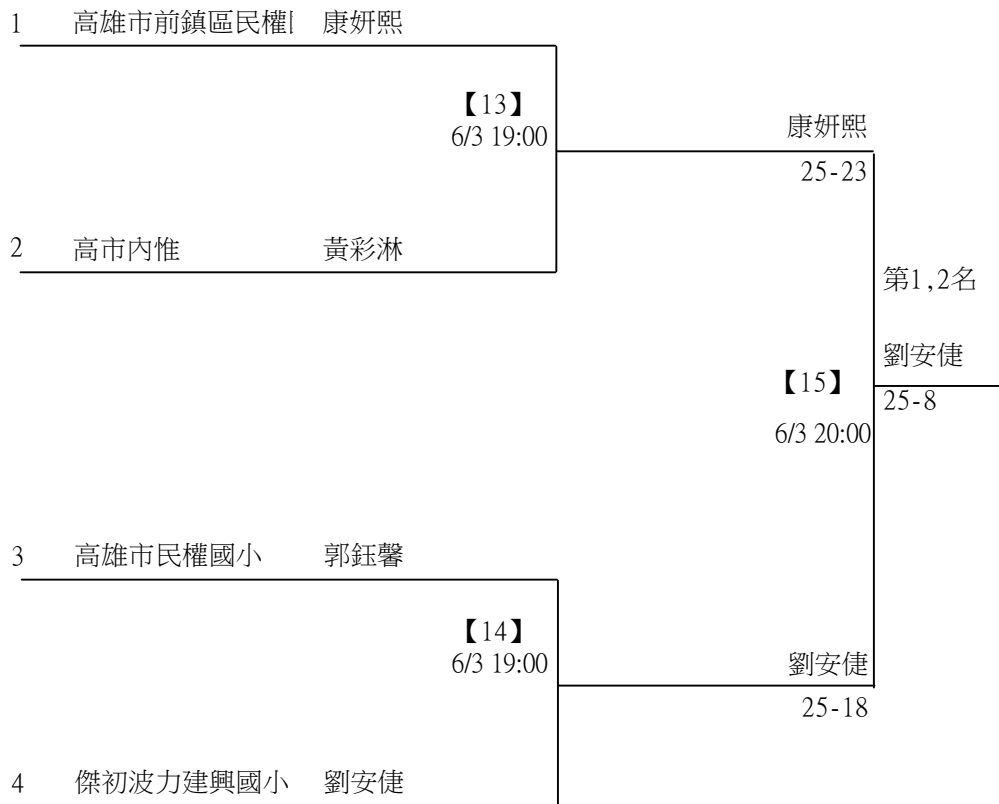 1 高雄市前鎮區民權 康妍熙
【13】
6/3 19:00
康妍熙
25-23
2 高市內惟 黃彩淋
第1,2名
劉安倢
【15】
25-8
6/3 20:00
3 高雄市民權國小 郭鈺馨
【14】
6/3 19:00
劉安倢
25-18
4 傑初波力建興國小 劉安倢